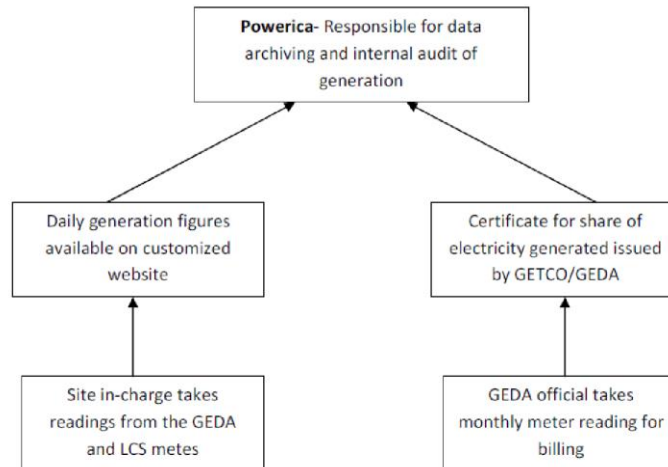 Powerica- Responsible for data
archiving and internal audit of
generation
Daily generation figures
available on customized
website
Certificate for share of
electricity generated issued
by GETCO/GEDA
Site in-charge takes
readings from the GEDA
and LCS metes
GEDA official takes
monthly meter reading for
billing